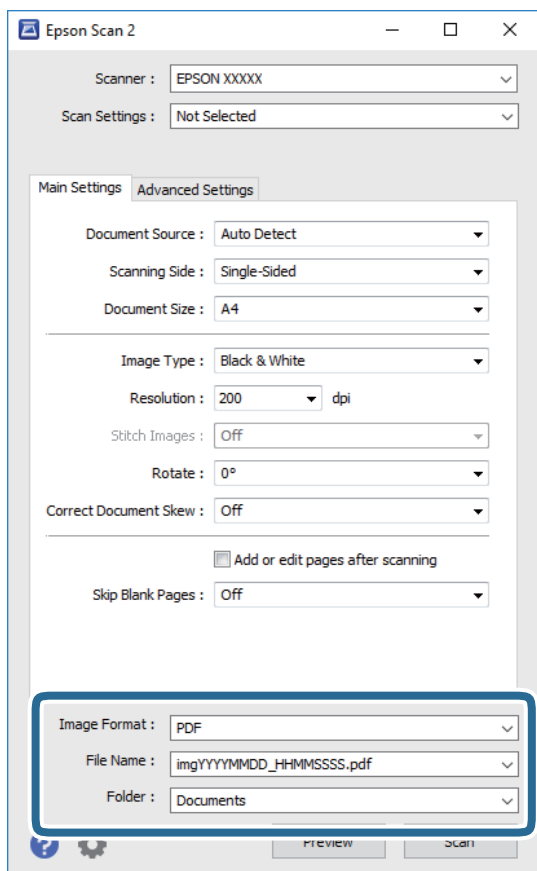 Epson Scan 2
Scanner : EPSON XXXXX
Scan Settings : Not Selected
Main Settings Advanced Settings
Document Source : Auto Detect
Scanning Side : Single-Sided
Document Size : A4
Image Type : Black & White
Resolution : 200 dpi
Stitch Images : Off
Rotate : 0°
Correct Document Skew : Off
Add or edit pages after scanning
Skip Blank Pages : Off
Image Format : PDF
File Name : imgYYYYMMDD_HHMMSSSS.pdf
Folder : Documents
? Preview Scan